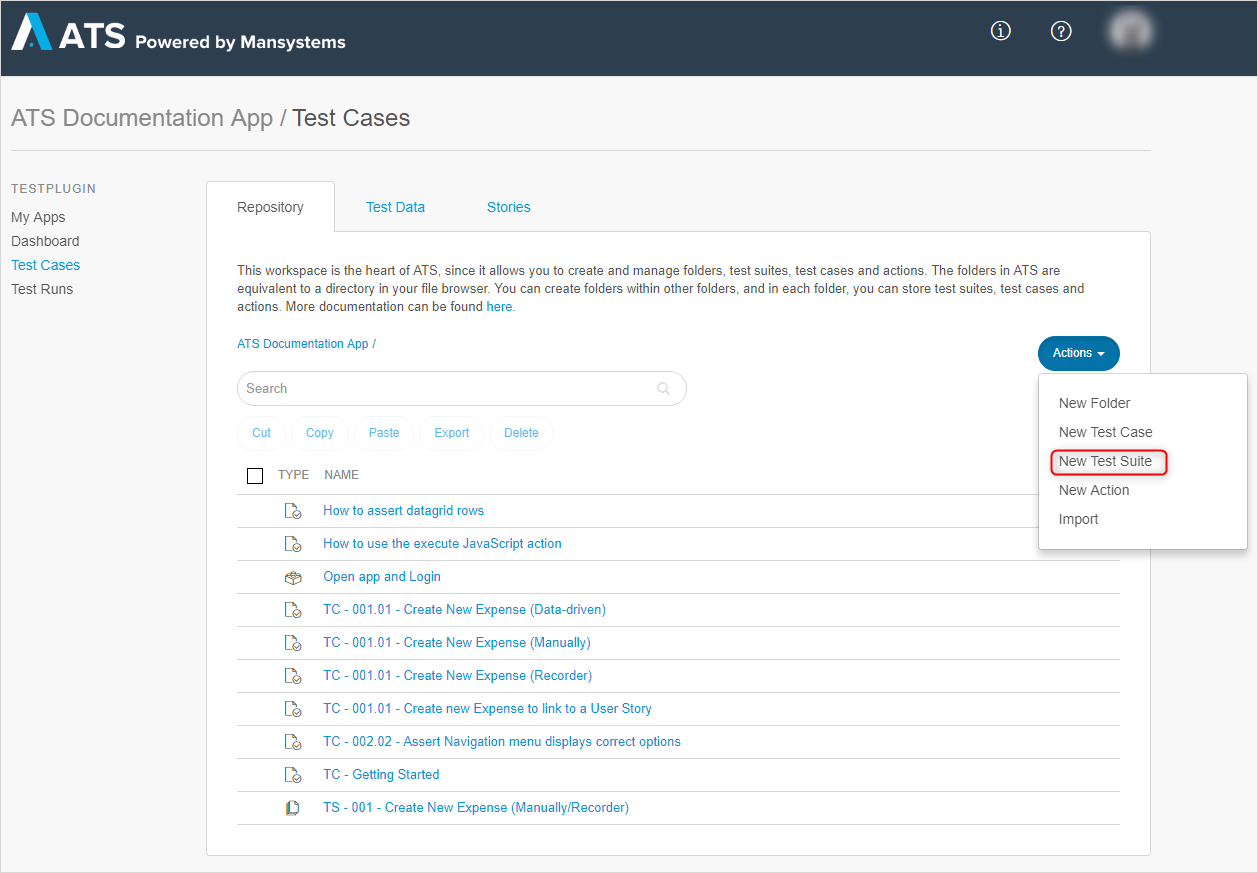 ATS Powered by Mansystems
ATS Documentation App / Test Cases
TESTPLUGIN
My Apps
Dashboard
Test Cases
Test Runs
Repository
Test Data
Stories
This workspace is the heart of ATS, since it allows you to create and manage folders, test suites, test cases and actions. The folders in ATS are
equivalent to a directory in your file browser. You can create folders within other folders, and in each folder, you can store test suites, test cases and
actions. More documentation can be found here.
ATS Documentation App /
Actions
New Folder
New Test Case
New Test Suite
New Action
Import
Search
Cut
Copy
Paste
Export
Delete
TYPE NAME
How to assert datagrid rows
How to use the execute JavaScript action
Open app and Login
TC - 001.01 - Create New Expense (Data-driven)
TC - 001.01 - Create New Expense (Manually)
TC - 001.01 - Create New Expense (Recorder)
TC - 001.01 - Create new Expense to link to a User Story
TC - 002.02 - Assert Navigation menu displays correct options
TC - Getting Started
TS - 001 - Create New Expense (Manually/Recorder)